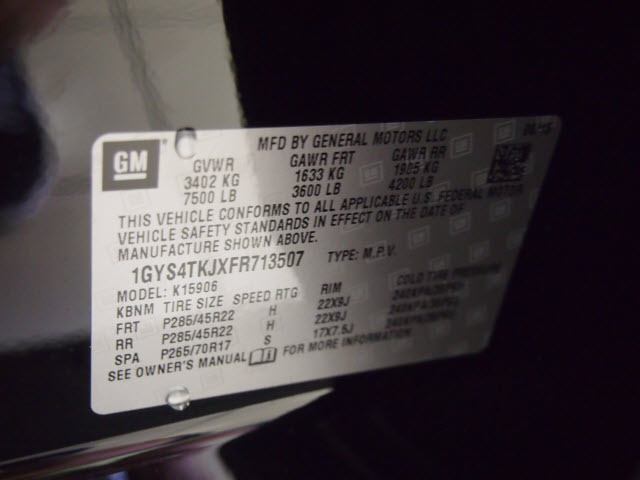 GM ® MFD BY GENERAL MOTORS LLC
GVWR GAWR FRT GAWR RR
3402 KG 1633 KG 1905 KG
7500 LB 3600 LB 4200 LB
THIS VEHICLE CONFORMS TO ALL APPLICABLE U.S. FEDERAL MOTOR
VEHICLE SAFETY STANDARDS IN EFFECT ON THE DATE OF
MANUFACTURE SHOWN ABOVE.
1GYS4TKJXFR713507 TYPE: M.P.V.
MODEL: K15906
KBNM TIRE SIZE SPEED RTG RIM COLD TIRE PRESSURE
FRT P285/45R22 H 22X9J
RR P285/45R22 H 22X9J
SPA P265/70R17 S 17X7.5J
SEE OWNER'S MANUAL FOR MORE INFORMATION